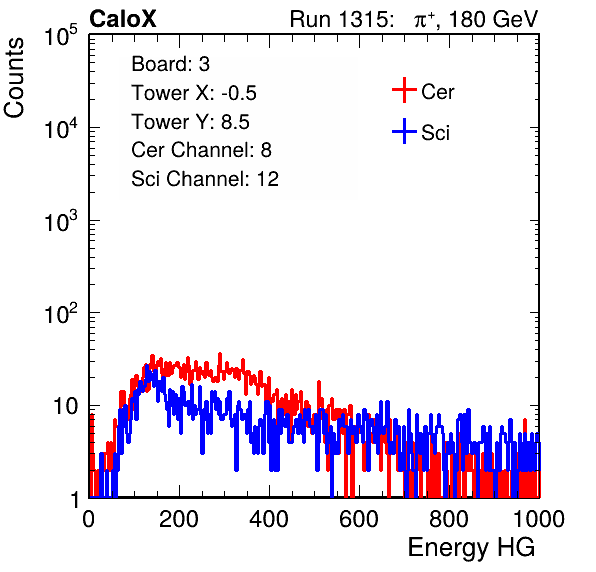 CaloX Run 1315: π⁺, 180 GeV
Board: 3
Tower X: -0.5
Tower Y: 8.5
Cer Channel: 8
Sci Channel: 12
Cer
Sci
Counts
10⁵
10⁴
10³
10²
10
1
0 200 400 600 800 1000
Energy HG